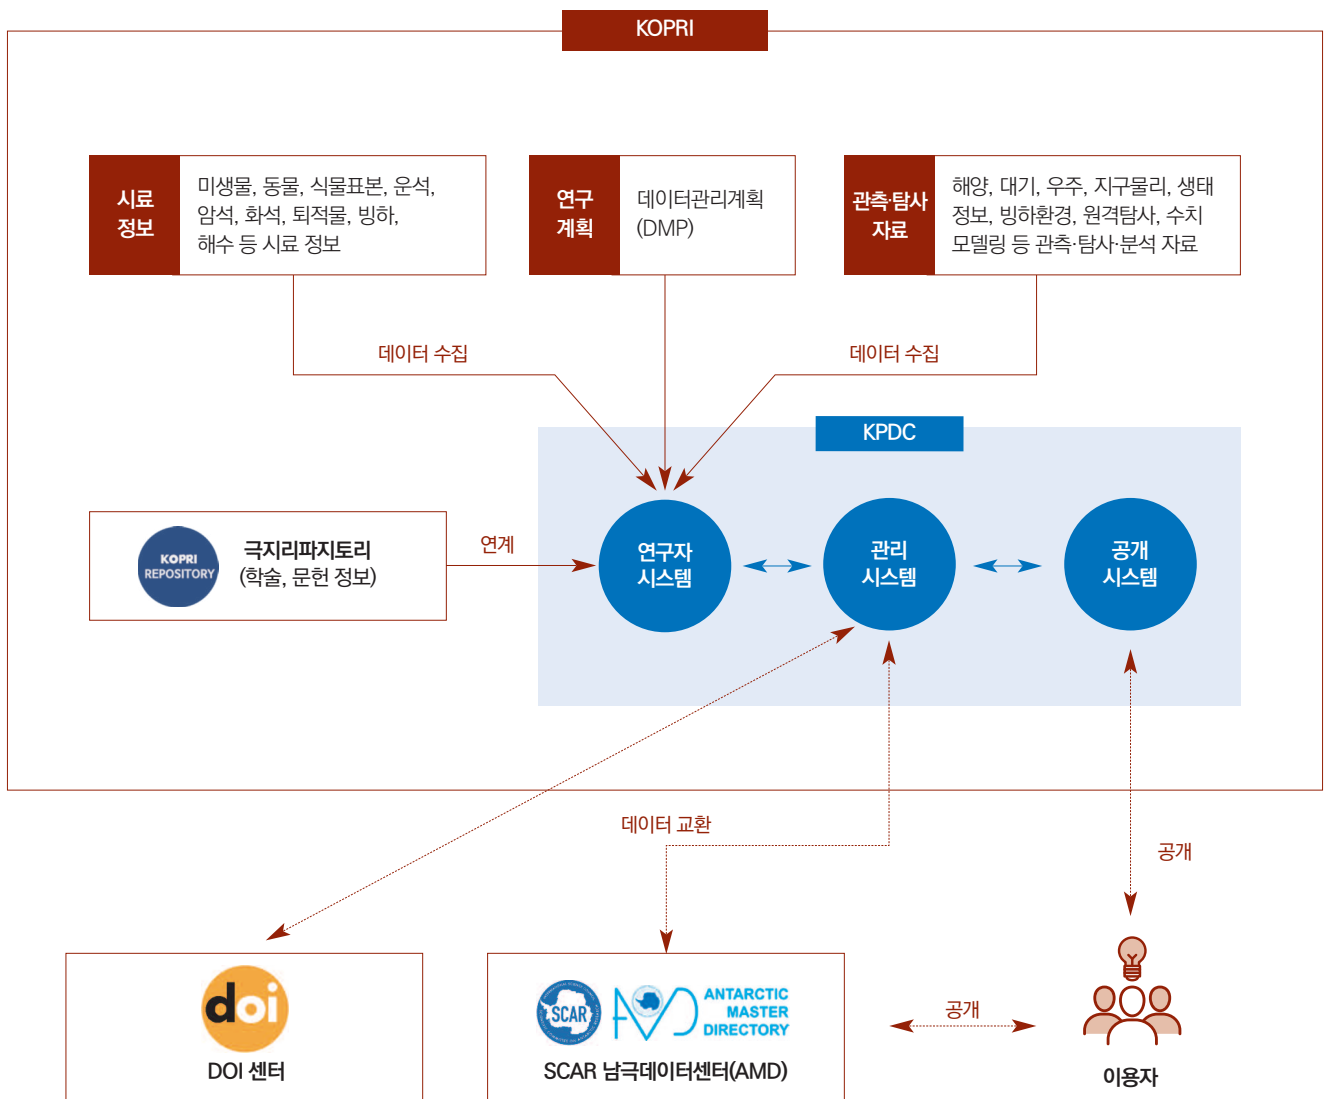 KOPRI
시료
정보
미생물, 동물, 식물표본, 운석,
암석, 화석, 퇴적물, 빙하,
해수 등 시료 정보
연구
계획
데이터관리계획
(DMP)
관측·탐사
자료
해양, 대기, 우주, 지구물리, 생태
정보, 빙하환경, 원격탐사, 수치
모델링 등 관측·탐사·분석 자료
데이터 수집
데이터 수집
KPDC
KOPRI
REPOSITORY
극지리파지토리
(학술, 문헌 정보)
연계
연구자
시스템
관리
시스템
공개
시스템
데이터 교환
공개
doi
DOI 센터
SCAR
ANTARCTIC
MASTER
DIRECTORY
SCAR 남극데이터센터(AMD)
공개
이용자